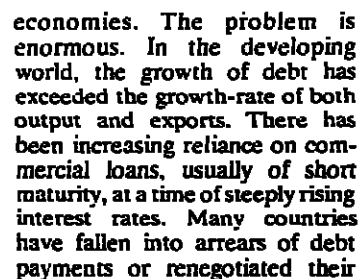 economies. The problem is
enormous. In the developing
world, the growth of debt has
exceeded the growth-rate of both
output and exports. There has
been increasing reliance on com-
mercial loans, usually of short
maturity, at a time of steeply rising
interest rates. Many countries
have fallen into arrears of debt
payments or renegotiated their